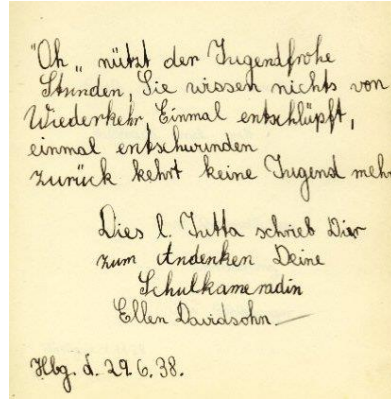 "Oh„ nützt der Jugendfrohe
Stunden, Sie wissen nichts von
Wiederkehr, Einmal entschlüpft,
einmal entschwunden
zurück kehrt keine Jugend mehr
Dies l. Jutta schrieb Dir
zum Andenken Deine
Schulkameradin
Ellen Davidsohn.
Hbg. d. 29.6.38.